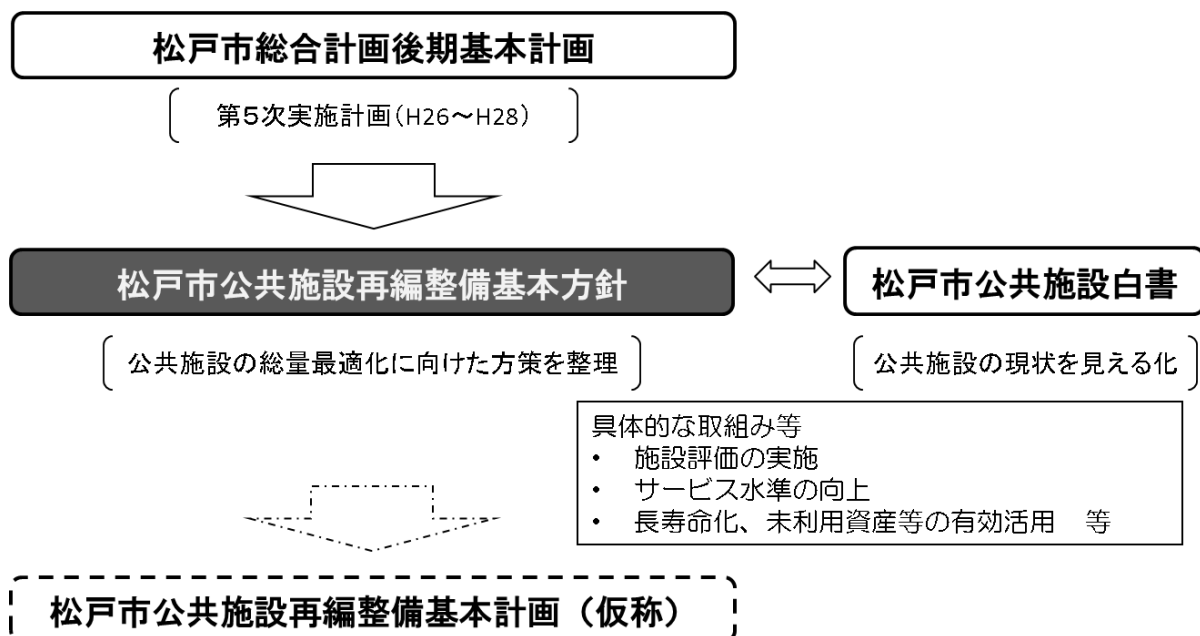 松戸市総合計画後期基本計画
第5次実施計画(H26～H28)
松戸市公共施設再編整備基本方針
松戸市公共施設白書
公共施設の総量最適化に向けた方策を整理
公共施設の現状を見える化
具体的な取組み等
• 施設評価の実施
• サービス水準の向上
• 長寿命化、未利用資産等の有効活用　等
松戸市公共施設再編整備基本計画（仮称）